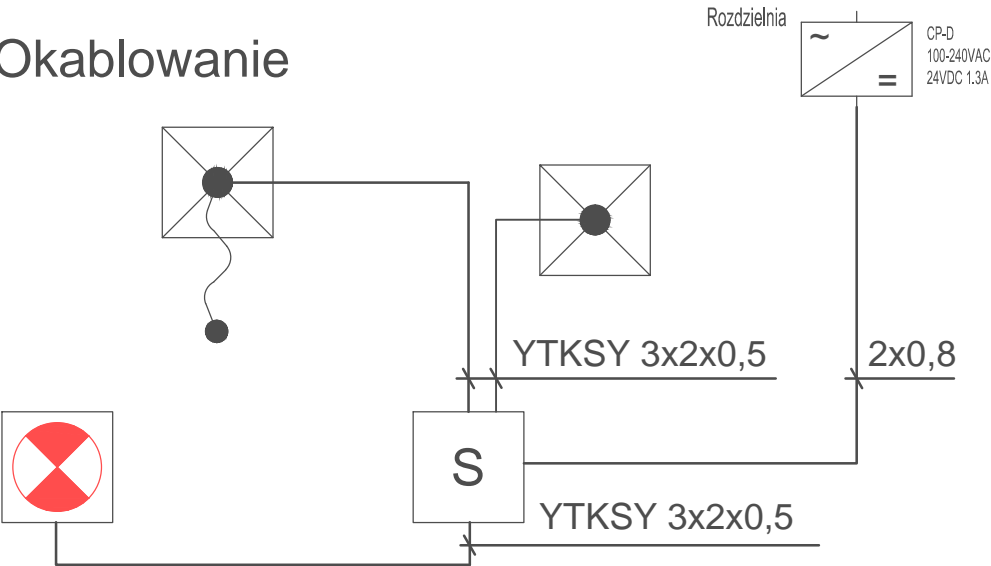 Rozdzielnia
~
=
CP-D
100-240VAC
24VDC 1.3A
Okablowanie
YTKSY 3x2x0,5
2x0,8
S
YTKSY 3x2x0,5